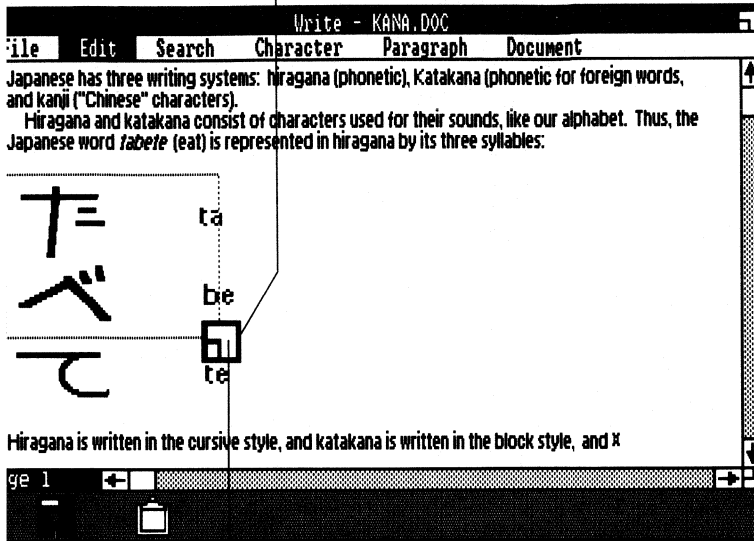 Write - KANA.DOC
File Edit Search Character Paragraph Document
Japanese has three writing systems: hiragana (phonetic), Katakana (phonetic for foreign words,
and kanji ("Chinese" characters).
Hiragana and katakana consist of characters used for their sounds, like our alphabet. Thus, the
Japanese word tabete (eat) is represented in hiragana by its three syllables:
た ta
べ be
て te
Hiragana is written in the cursive style, and katakana is written in the block style, and
ge 1